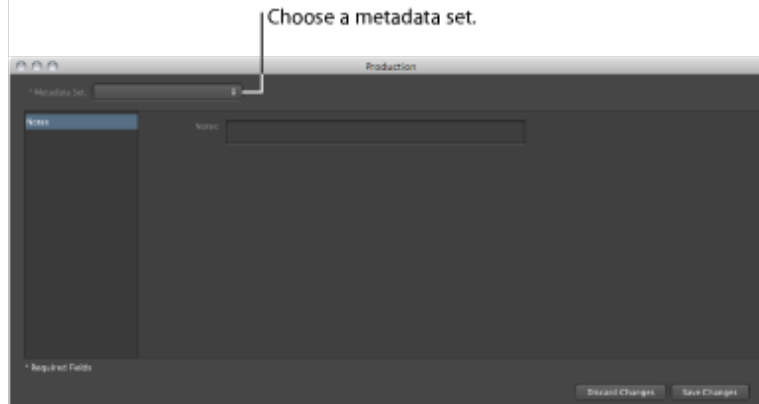 Choose a metadata set.
Production
* Metadata Set:
Notes
Notes:
* Required Fields
Discard Changes
Save Changes